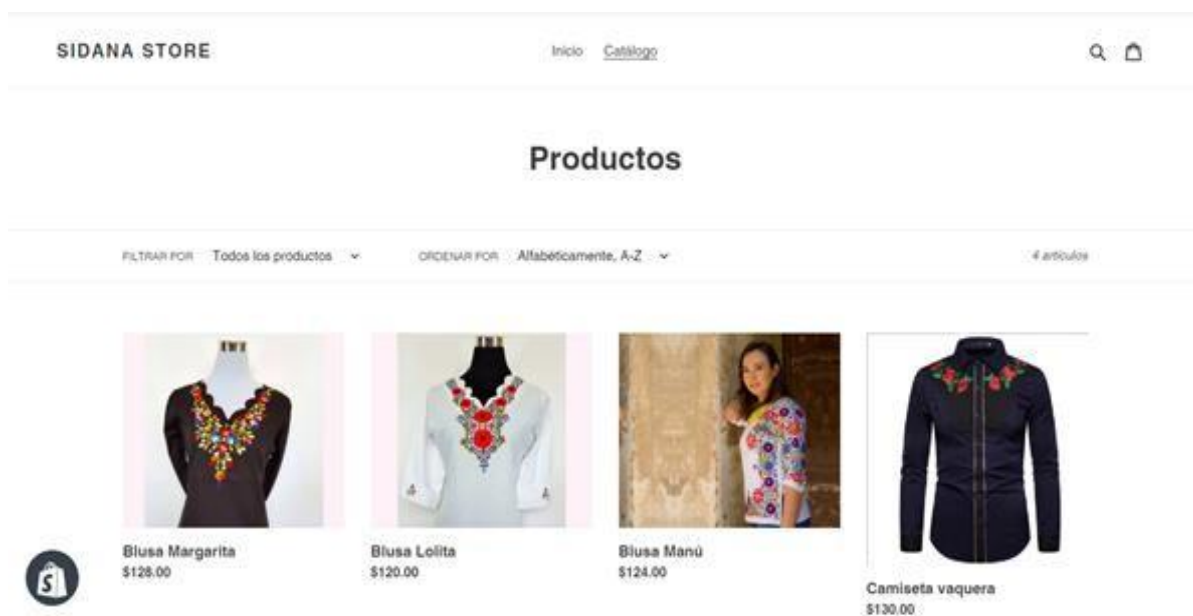 SIDANA STORE
Inicio Catálogo
Productos
FILTRAR POR Todos los productos ORDENAR POR Alfabéticamente, A-Z 4 artículos
Blusa Margarita
$128.00
Blusa Lolita
$120.00
Blusa Manú
$124.00
Camiseta vaquera
$130.00